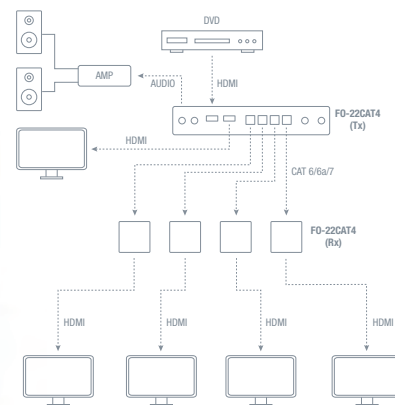 DVD
AMP
AUDIO
HDMI
FO-22CAT4
(Tx)
HDMI
CAT 6/6a/7
FO-22CAT4
(Rx)
HDMI
HDMI
HDMI
HDMI